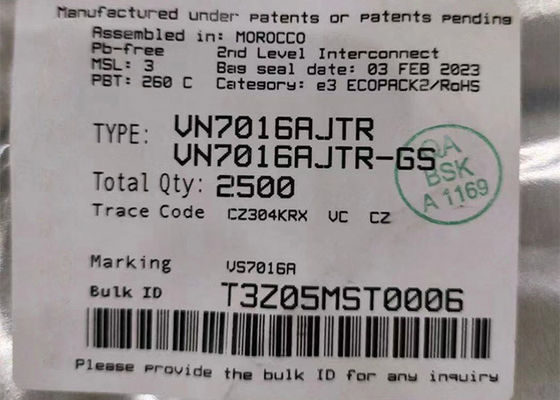 Manufactured under patents or patents pending
Assembled in: MOROCCO
Pb-free 2nd Level Interconnect
MSL: 3 Bag seal date: 03 FEB 2023
PBT: 260 C Category: e3 ECOPACK2/RoHS
TYPE: VN7016AJTR
VN7016AJTR-GS
Total Qty: 2500
Trace Code CZ304KRX VC CZ
QA
BSK
A 1169
Marking VS7016A
Bulk ID T3Z05MST0006
Please provide the bulk ID for any inquiry